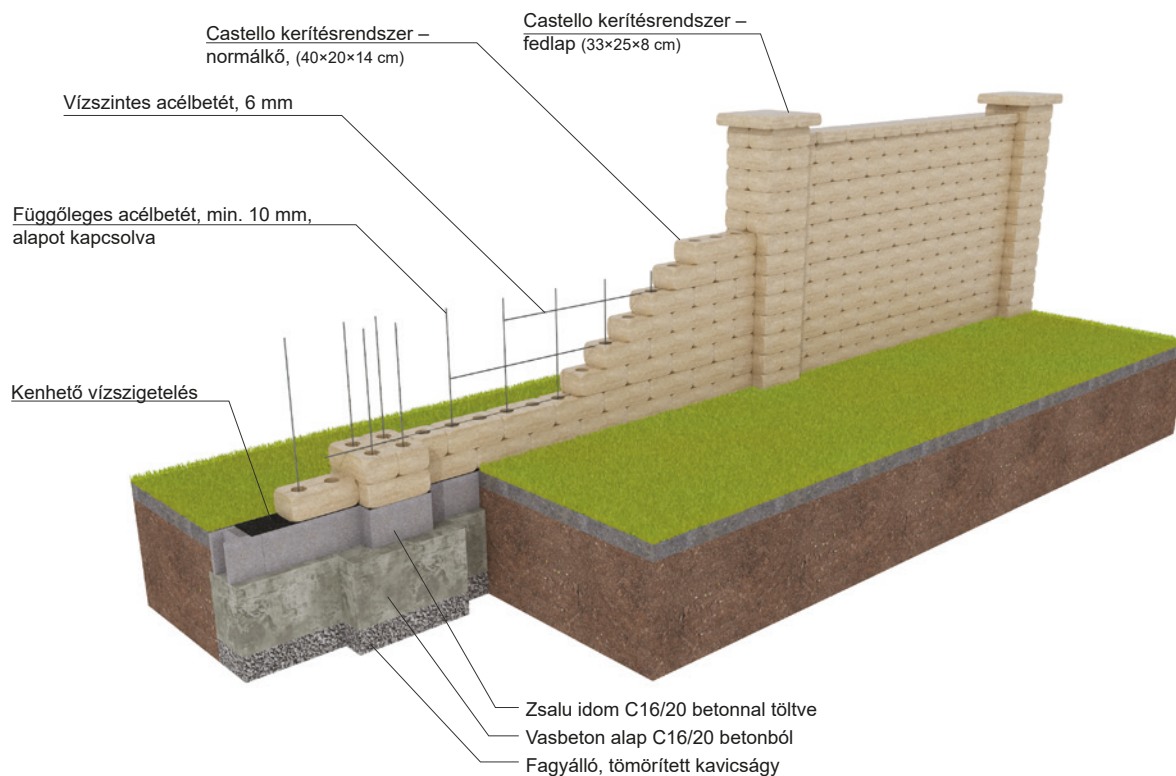 Castello kerítésrendszer –
normálkő, (40×20×14 cm)
Castello kerítésrendszer –
fedlap (33×25×8 cm)
Vízszintes acélbetét, 6 mm
Függőleges acélbetét, min. 10 mm,
alapot kapcsolva
Kenhető vízszigetelés
Zsalu idom C16/20 betonnal töltve
Vasbeton alap C16/20 betonból
Fagyálló, tömörített kavicságy